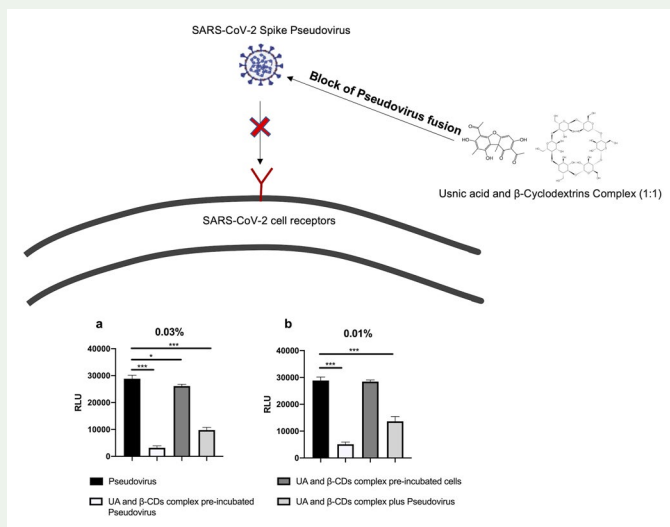 SARS-CoV-2 Spike Pseudovirus
Block of Pseudovirus fusion
Usnic acid and β-Cyclodextrins Complex (1:1)
SARS-CoV-2 cell receptors
a
0.03%
***
*
***
40000
30000
20000
10000
0
RLU
b
0.01%
***
***
40000
30000
20000
10000
0
RLU
Pseudovirus
UA and β-CDs complex pre-incubated
Pseudovirus
UA and β-CDs complex pre-incubated cells
UA and β-CDs complex plus Pseudovirus